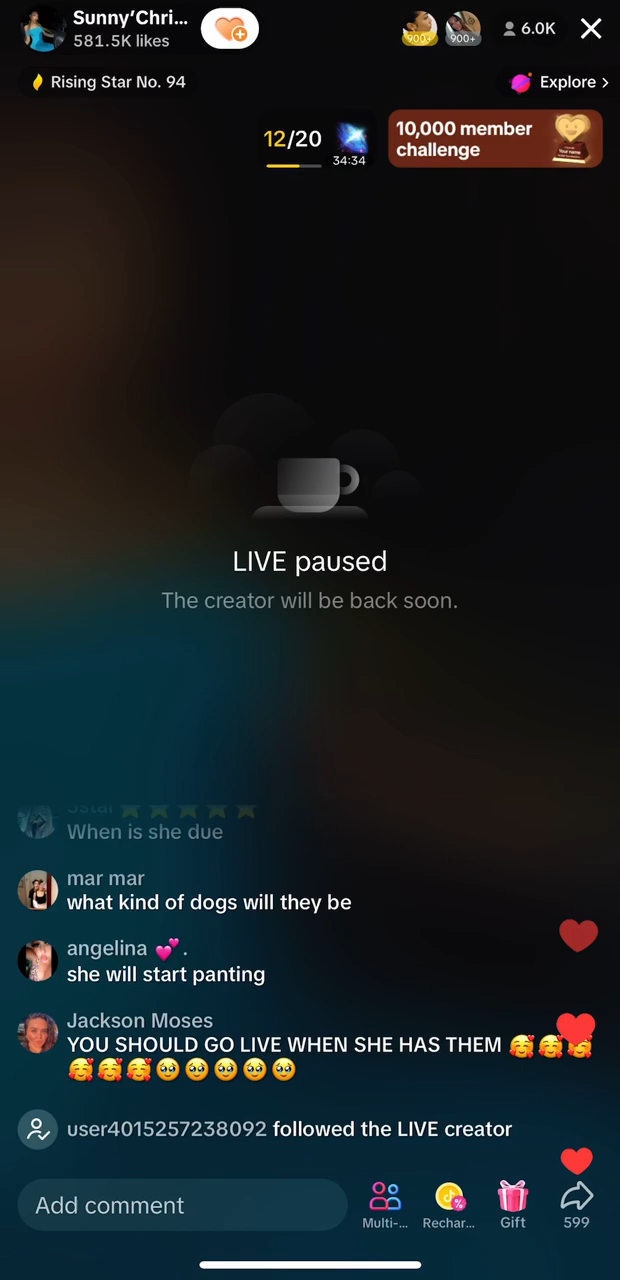 Sunny’Chri...
581.5K likes
900+
900+
6.0K
Rising Star No. 94
Explore
12/20
34:34
10,000 member
challenge
LIVE paused
The creator will be back soon.
5star ⭐⭐⭐⭐⭐
When is she due
mar mar
what kind of dogs will they be
angelina 💕.
she will start panting
Jackson Moses
YOU SHOULD GO LIVE WHEN SHE HAS THEM 🥰🥰🥰
🥰🥰🥰🥹🥹🥹🥹🥹
user4015257238092 followed the LIVE creator
Add comment
Multi-...
Rechar...
Gift
599